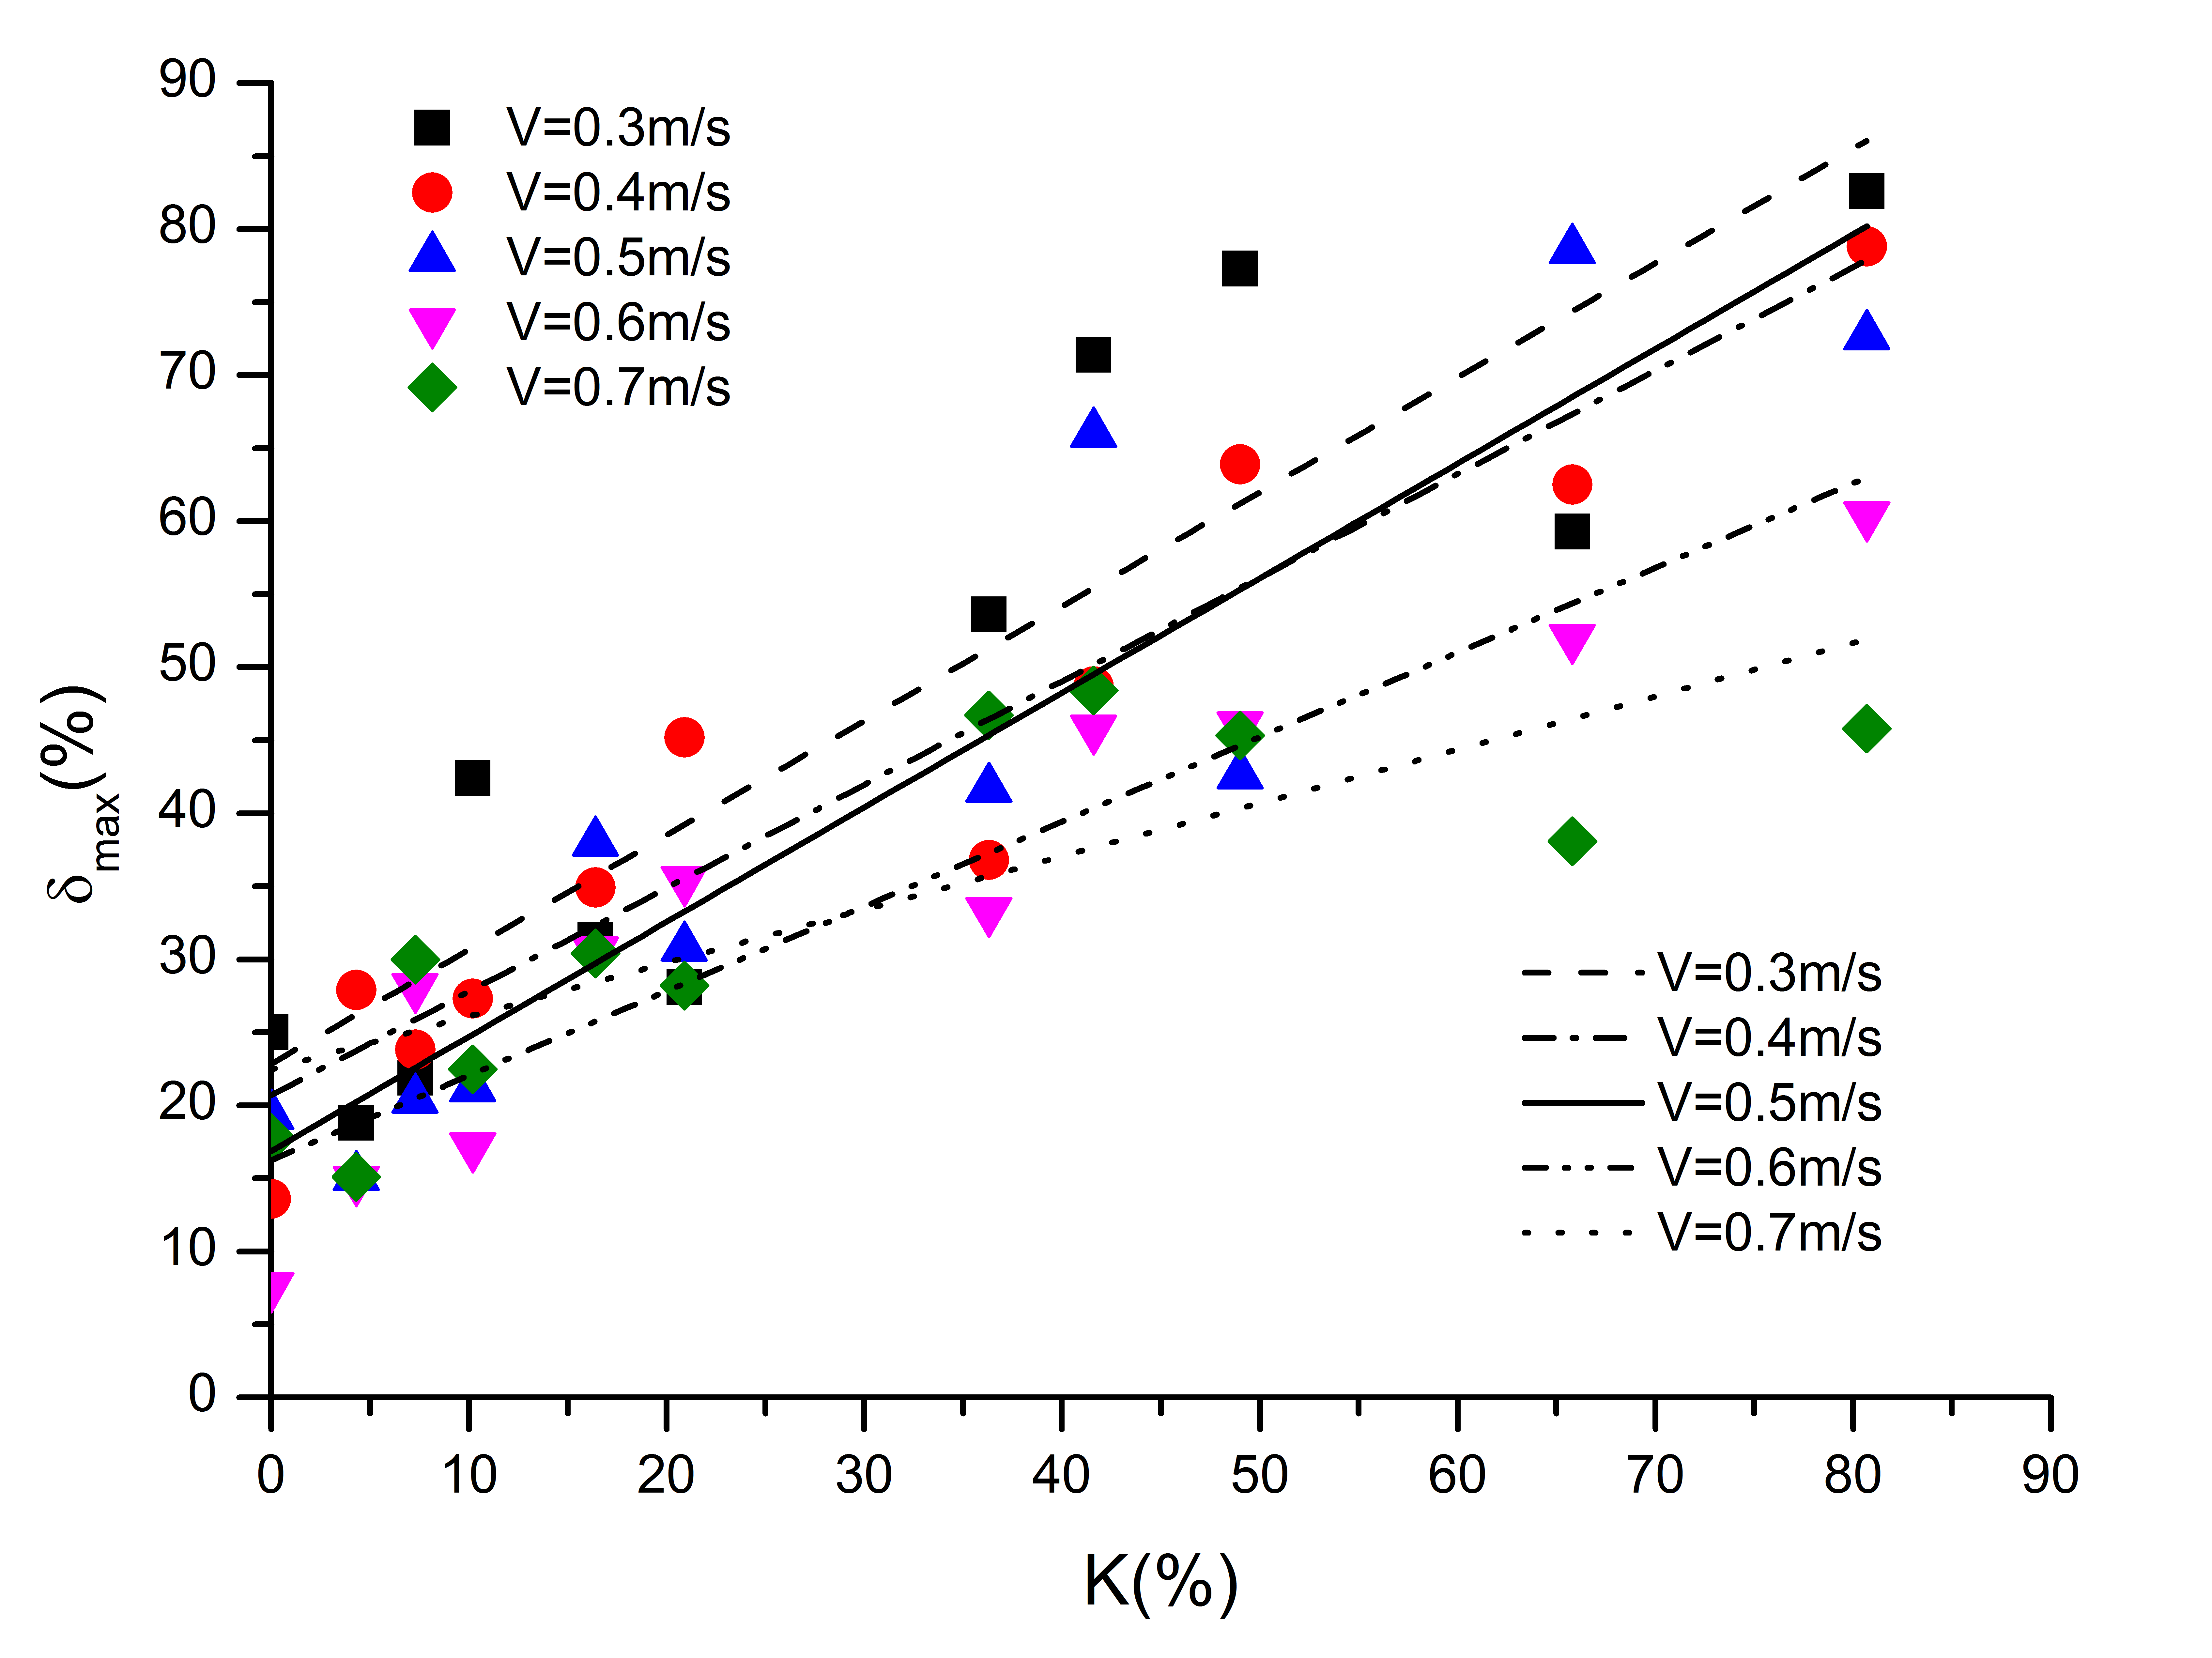 90
80
70
60
50
40
30
20
10
0
δmax(%)
V=0.3m/s
V=0.4m/s
V=0.5m/s
V=0.6m/s
V=0.7m/s
V=0.3m/s
V=0.4m/s
V=0.5m/s
V=0.6m/s
V=0.7m/s
0 10 20 30 40 50 60 70 80 90
K(%)